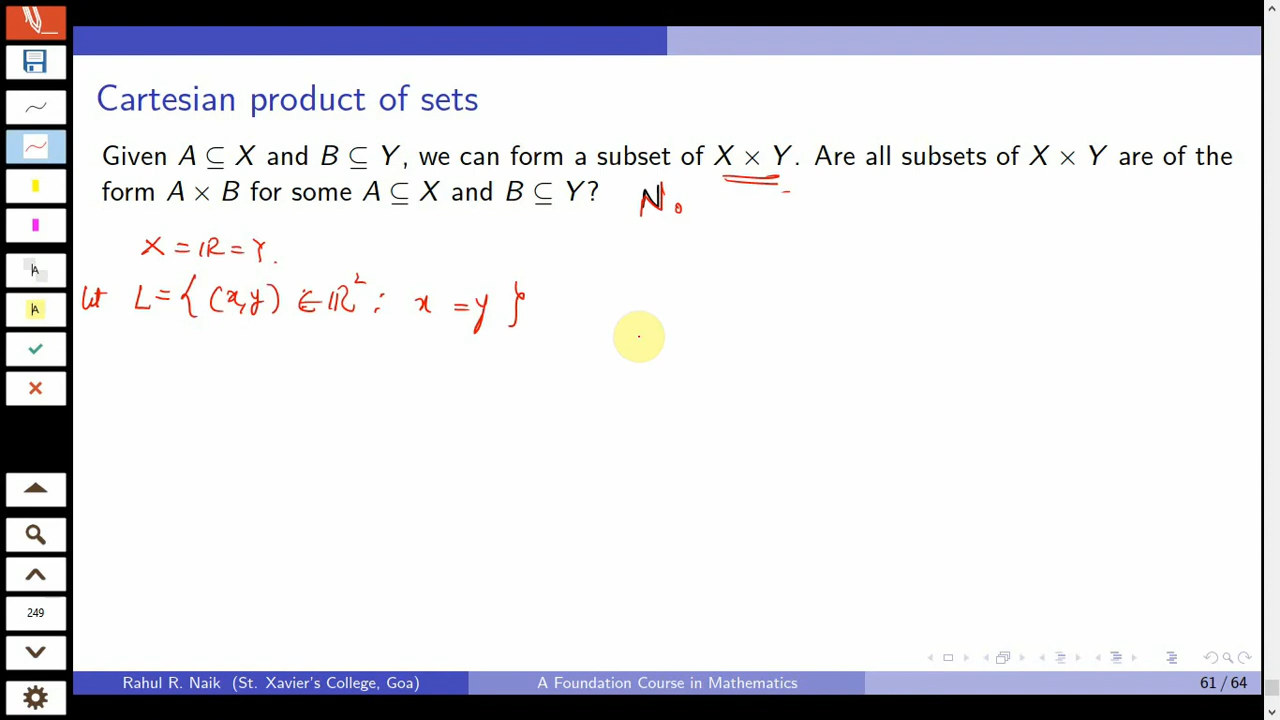 Cartesian product of sets
Given A ⊆ X and B ⊆ Y, we can form a subset of X × Y. Are all subsets of X × Y are of the
form A × B for some A ⊆ X and B ⊆ Y? No
X = ℝ = Y.
let L = { (x,y) ∈ ℝ² : x = y }
249
Rahul R. Naik (St. Xavier's College, Goa) A Foundation Course in Mathematics 61 / 64